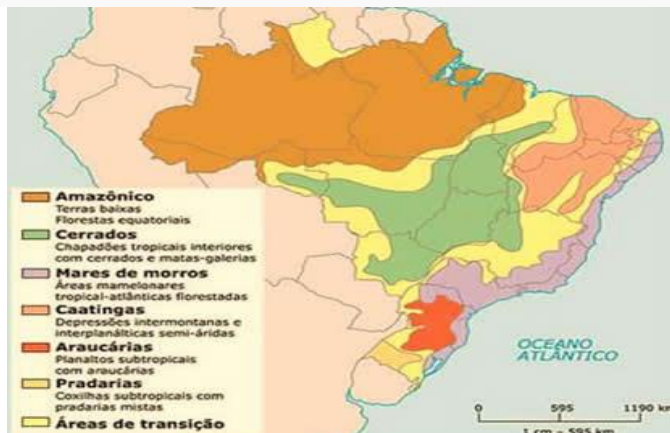 Amazônico
Terras baixas
Florestas equatoriais
Cerrados
Chapadões tropicais interiores
com cerrados e matas-galerias
Mares de morros
Áreas mamelonares
tropical-atlânticas florestadas
Caatingas
Depressões intermontanas e
interplanálticas semi-áridas
Araucárias
Planaltos subtropicais
com araucárias
Pradarias
Coxilhas subtropicais com
pradarias mistas
Áreas de transição
OCEANO
ATLÂNTICO
0 595 1190 km
1 cm = 595 km